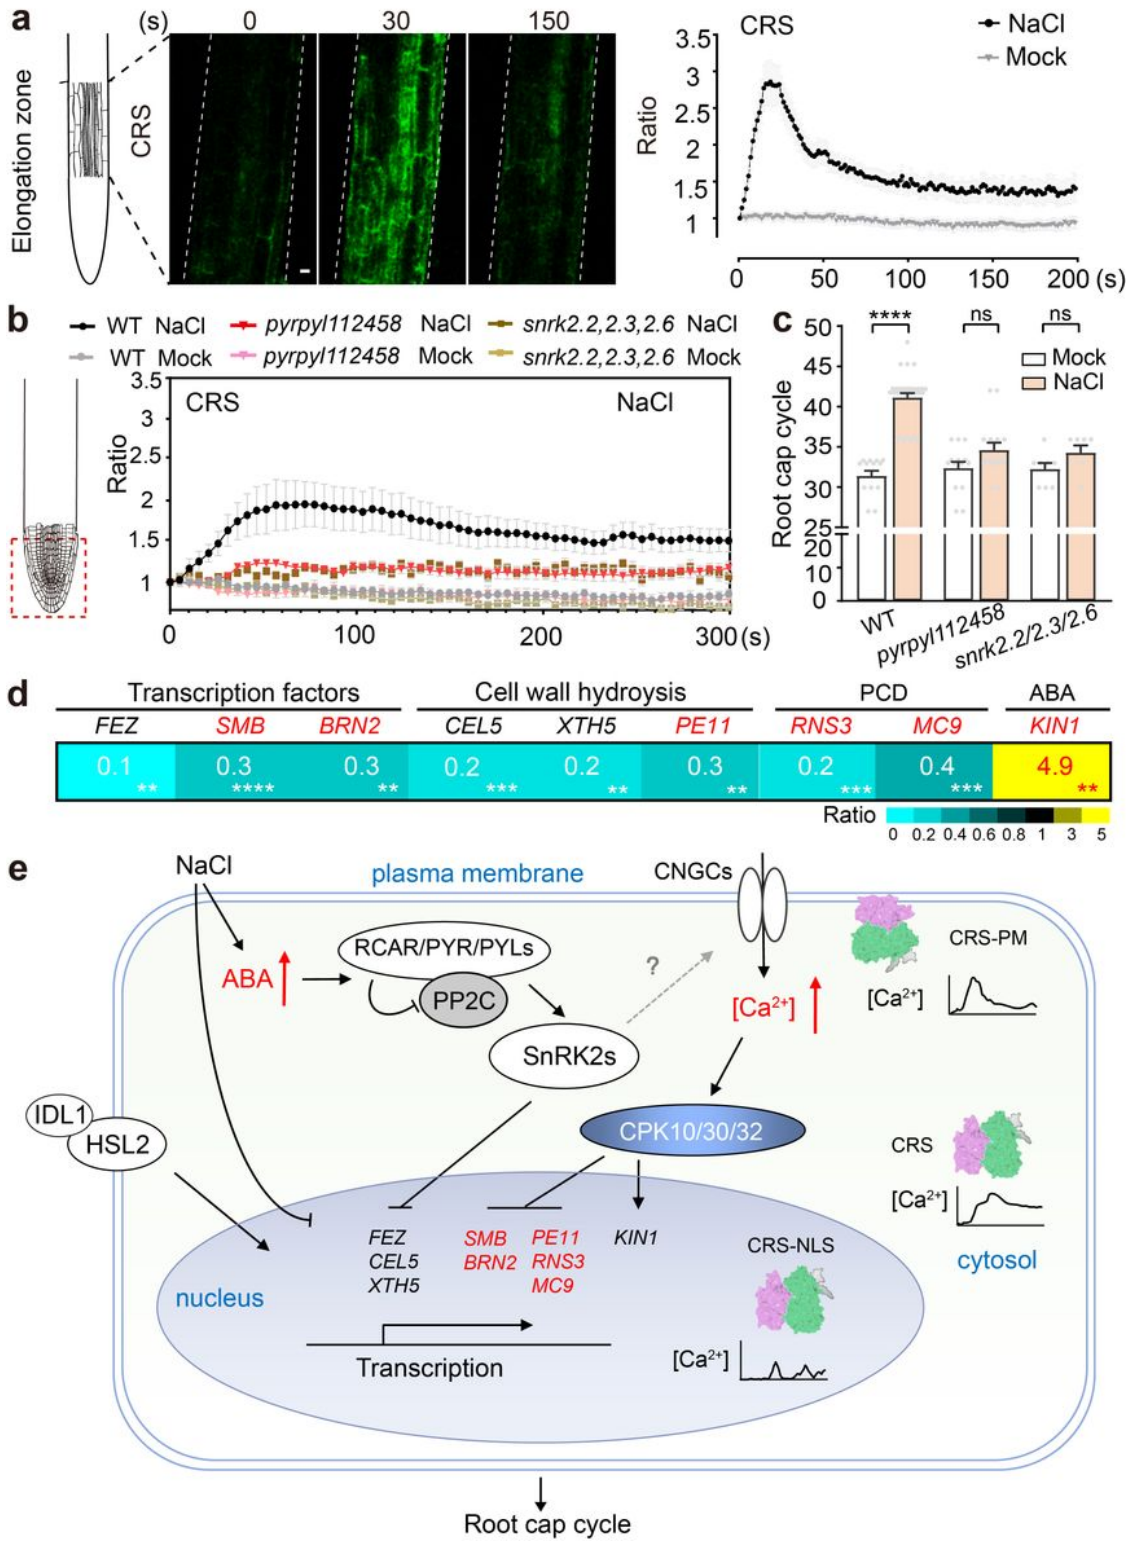 a (s) 0 30 150
Elongation zone
CRS
CRS
NaCl
Mock
Ratio
3.5
3
2.5
2
1.5
1
0 50 100 150 200 (s)
b
WT NaCl pyrpyl112458 NaCl snrk2.2,2.3,2.6 NaCl
WT Mock pyrpyl112458 Mock snrk2.2,2.3,2.6 Mock
CRS NaCl
Ratio
3.5
3
2.5
2
1.5
1
0 100 200 300 (s)
c
**** ns ns
Mock
NaCl
Root cap cycle
50
45
40
35
30
25
20
10
0
WT pyrpyl112458 snrk2.2/2.3/2.6
d
Transcription factors Cell wall hydroysis PCD ABA
FEZ SMB BRN2 CEL5 XTH5 PE11 RNS3 MC9 KIN1
0.1 0.3 0.3 0.2 0.2 0.3 0.2 0.4 4.9
** **** ** *** ** ** *** *** **
Ratio
0 0.2 0.4 0.6 0.8 1 3 5
e
NaCl
plasma membrane
CNGCs
RCAR/PYR/PYLs
ABA
PP2C
?
CRS-PM
[Ca2+]
[Ca2+]
SnRK2s
IDL1
HSL2
CPK10/30/32
CRS
[Ca2+]
cytosol
FEZ SMB PE11 KIN1
CEL5 BRN2 RNS3
XTH5 MC9
CRS-NLS
nucleus
[Ca2+]
Transcription
Root cap cycle